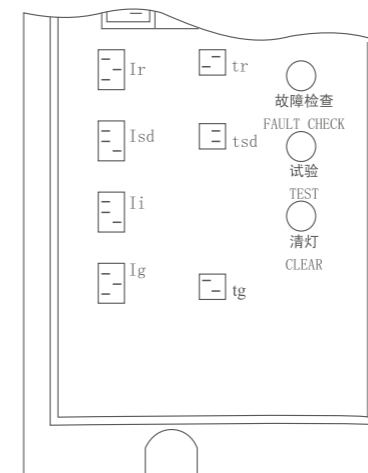 Ir
tr
故障检查
FAULT CHECK
Isd
tsd
试验
TEST
Ii
清灯
CLEAR
Ig
tg